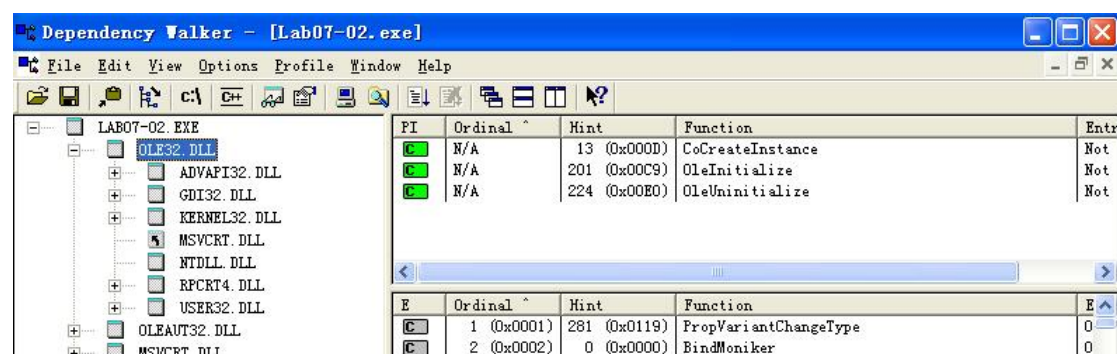 Dependency Walker - [Lab07-02.exe]
File Edit View Options Profile Window Help
c:\ C++
LAB07-02.EXE
OLE32.DLL
ADVAPI32.DLL
GDI32.DLL
KERNEL32.DLL
MSVCRT.DLL
NTDLL.DLL
RPCRT4.DLL
USER32.DLL
OLEAUT32.DLL
MSVCRT.DLL
PI Ordinal ^ Hint Function Entr
C N/A 13 (0x000D) CoCreateInstance Not
C N/A 201 (0x00C9) OleInitialize Not
C N/A 224 (0x00E0) OleUninitialize Not
E Ordinal ^ Hint Function E
C 1 (0x0001) 281 (0x0119) PropVariantChangeType 0
C 2 (0x0002) 0 (0x0000) BindMoniker 0